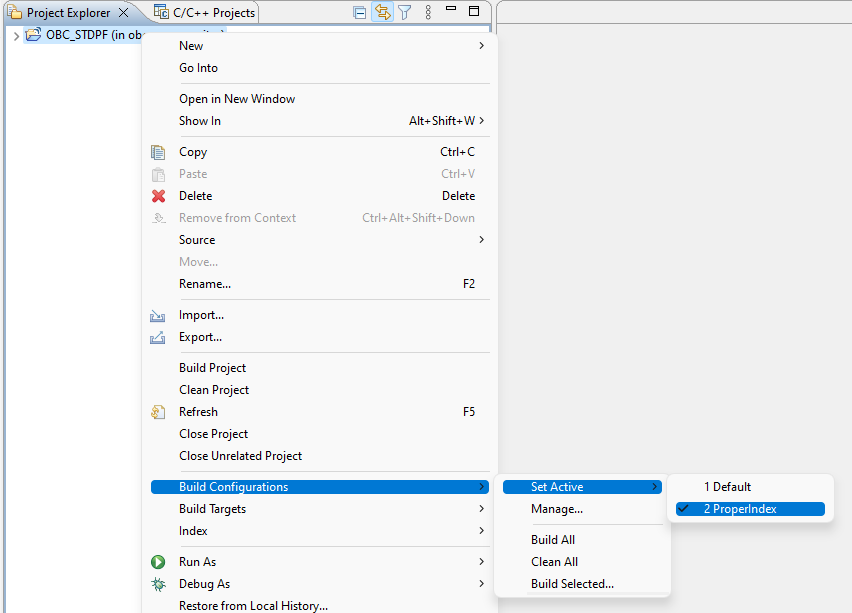 Project Explorer
C/C++ Projects
OBC_STDPF (in
New
Go Into
Open in New Window
Show In Alt+Shift+W
Copy Ctrl+C
Paste Ctrl+V
Delete Delete
Remove from Context Ctrl+Alt+Shift+Down
Source
Move...
Rename... F2
Import...
Export...
Build Project
Clean Project
Refresh F5
Close Project
Close Unrelated Project
Build Configurations
Set Active
1 Default
2 ProperIndex
Manage...
Build All
Clean All
Build Selected...
Build Targets
Index
Run As
Debug As
Restore from Local History...